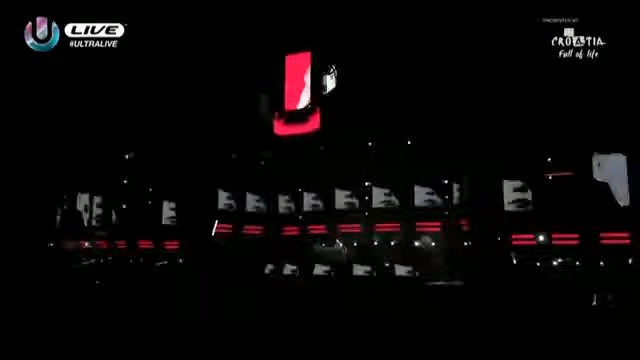 LIVE
#ULTRALIVE
PRESENTED BY
CROATIA
Full of life